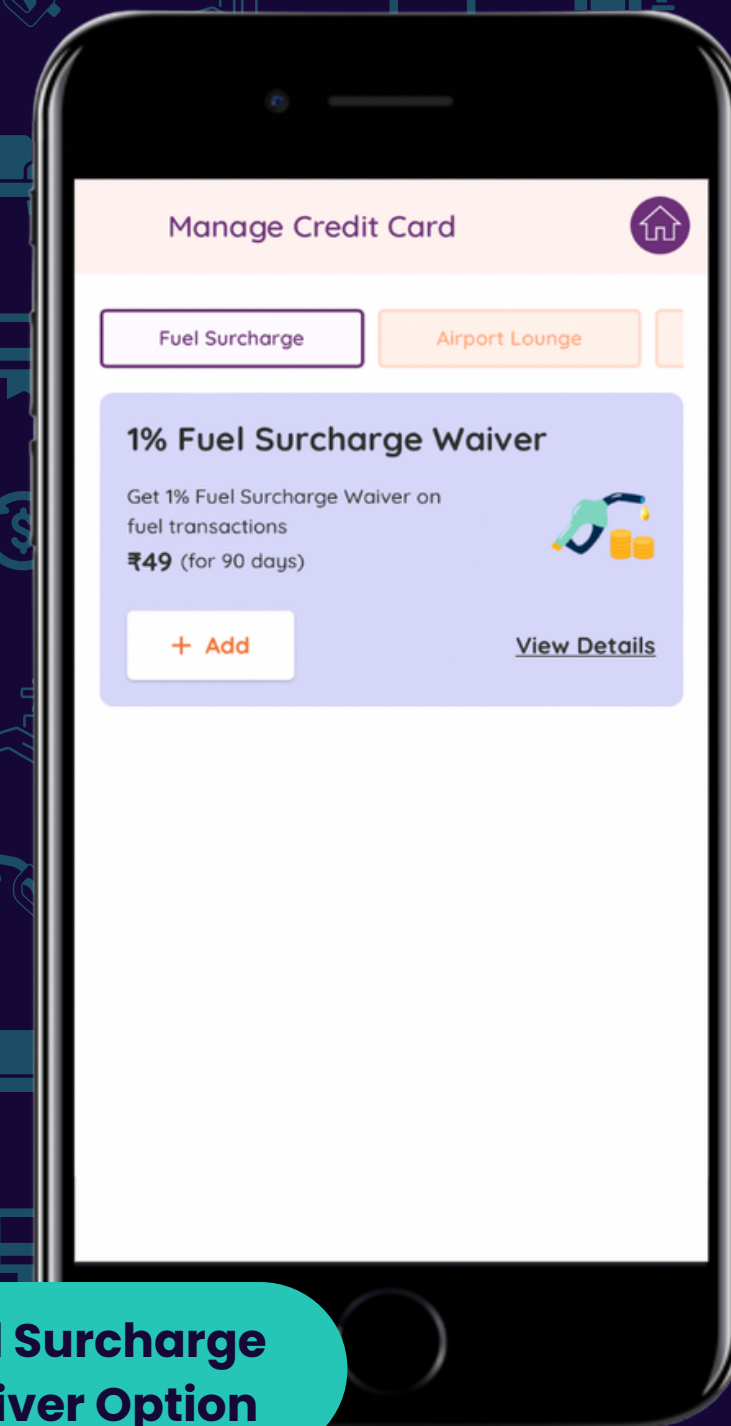 Manage Credit Card
Fuel Surcharge
Airport Lounge
1% Fuel Surcharge Waiver
Get 1% Fuel Surcharge Waiver on
fuel transactions
₹49 (for 90 days)
+ Add
View Details
Surcharge
Option